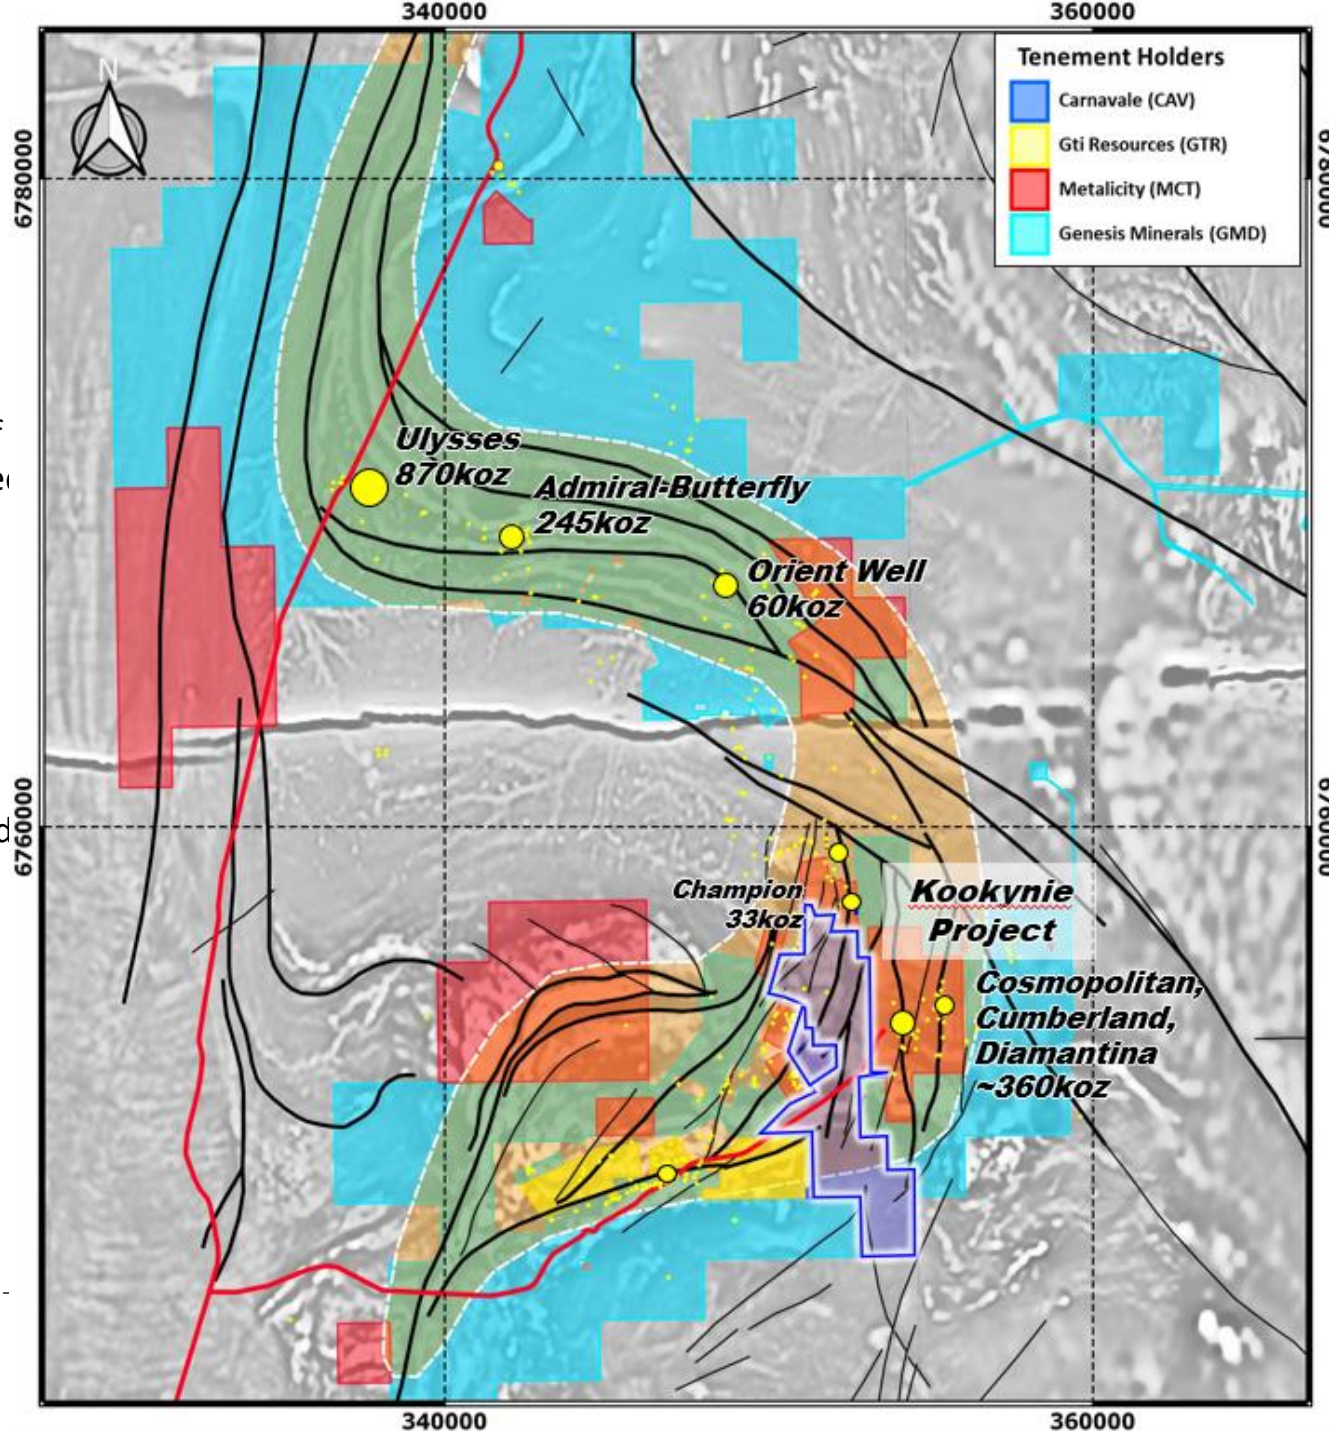 340000
360000
N
Tenement Holders
Carnavale (CAV)
Gti Resources (GTR)
Metalicity (MCT)
Genesis Minerals (GMD)
6780000
6780000
Ulysses
870koz
Admiral-Butterfly
245koz
Orient Well
60koz
6760000
6760000
Champion
33koz
Kookynie
Project
Cosmopolitan,
Cumberland,
Diamantina
~360koz
340000
360000